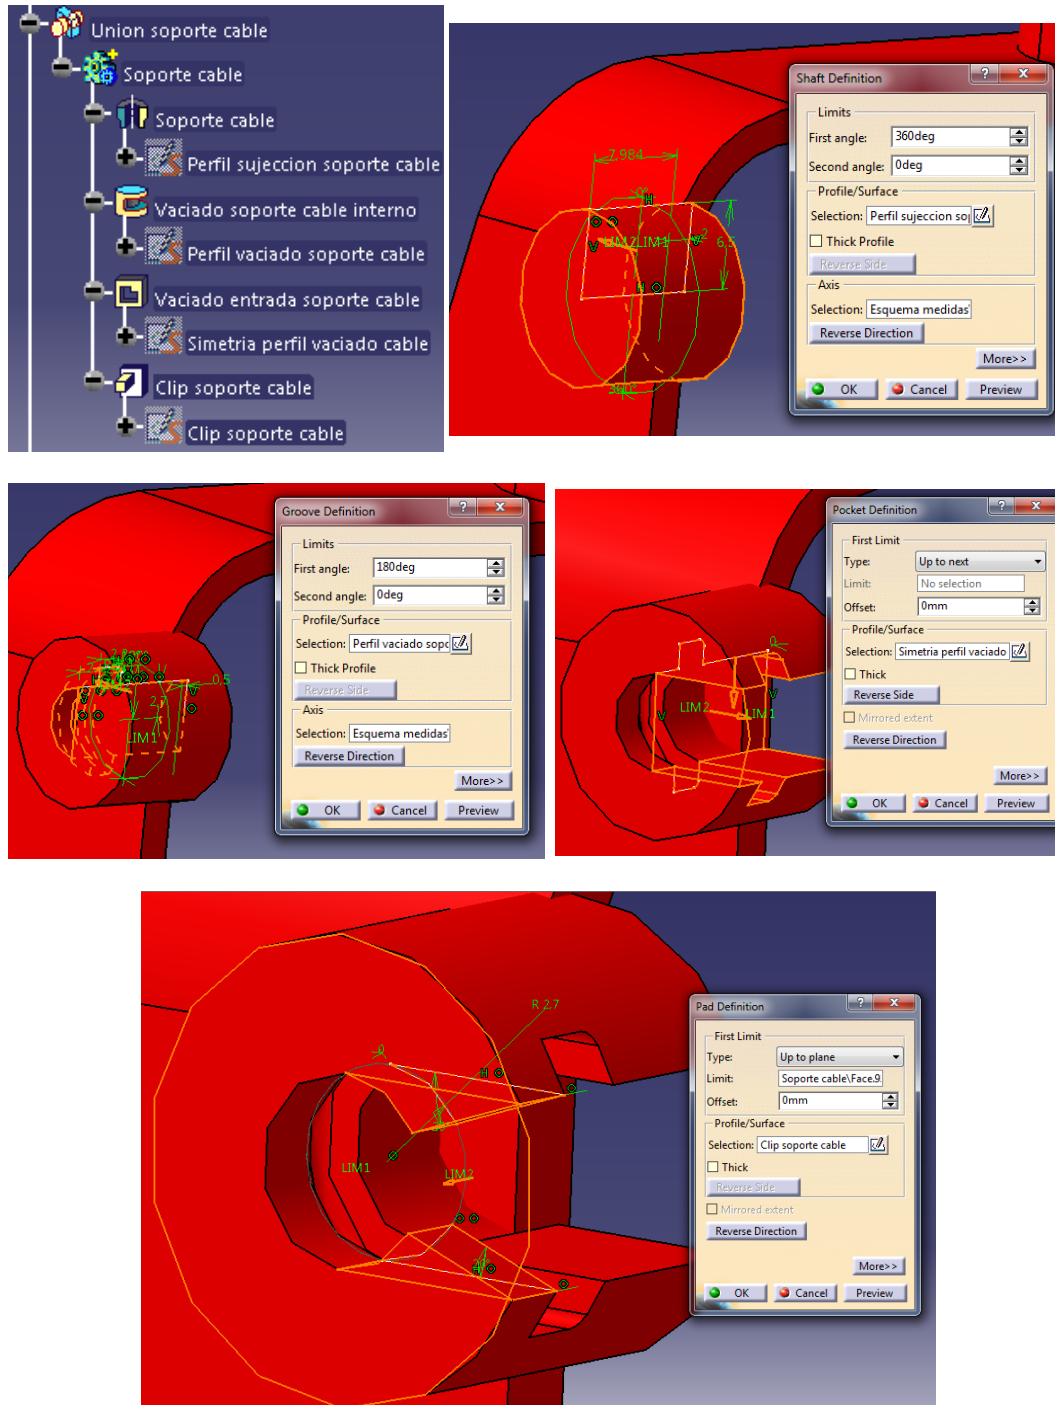 Union soporte cable
Soporte cable
Soporte cable
Perfil sujeccion soporte cable
Vaciado soporte cable interno
Perfil vaciado soporte cable
Vaciado entrada soporte cable
Simetria perfil vaciado cable
Clip soporte cable
Clip soporte cable
Shaft Definition
Limits
First angle: 360deg
Second angle: 0deg
Profile/Surface
Selection: Perfil sujeccion so
Thick Profile
Reverse Side
Axis
Selection: Esquema medidas
Reverse Direction
More>>
OK Cancel Preview
7,984
H
LIM2 LIM1
V
V
2
6,5
H
360°
Groove Definition
Limits
First angle: 180deg
Second angle: 0deg
Profile/Surface
Selection: Perfil vaciado sopo
Thick Profile
Reverse Side
Axis
Selection: Esquema medidas
Reverse Direction
More>>
OK Cancel Preview
0,5
V
LIM1
Pocket Definition
First Limit
Type: Up to next
Limit: No selection
Offset: 0mm
Profile/Surface
Selection: Simetria perfil vaciado
Thick
Reverse Side
Mirrored extent
Reverse Direction
More>>
OK Cancel Preview
V
V
LIM2
LIM1
Pad Definition
First Limit
Type: Up to plane
Limit: Soporte cable\Face.9
Offset: 0mm
Profile/Surface
Selection: Clip soporte cable
Thick
Reverse Side
Mirrored extent
Reverse Direction
More>>
OK Cancel Preview
R 2,7
H
LIM1
LIM2